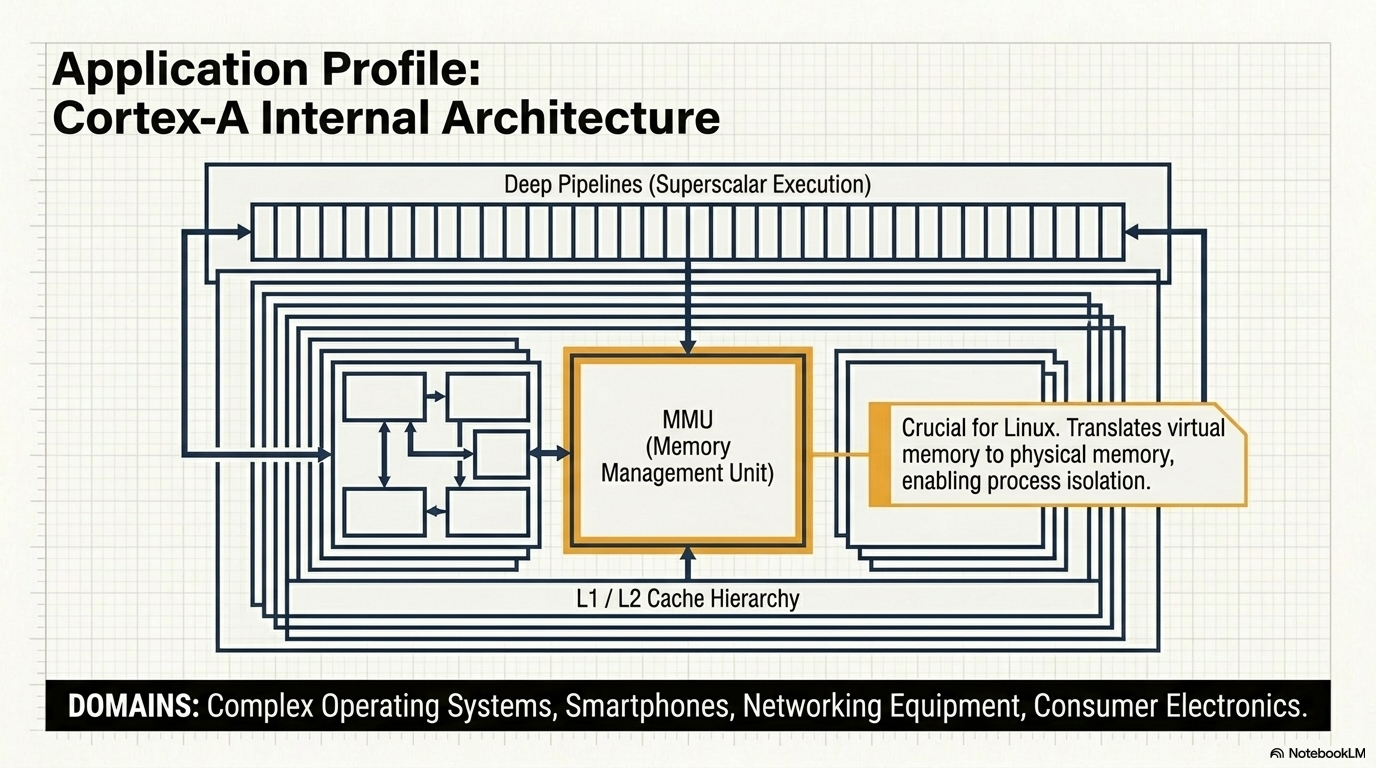 Application Profile:
Cortex-A Internal Architecture
Deep Pipelines (Superscalar Execution)
MMU
(Memory
Management Unit)
Crucial for Linux. Translates virtual
memory to physical memory,
enabling process isolation.
L1 / L2 Cache Hierarchy
DOMAINS: Complex Operating Systems, Smartphones, Networking Equipment, Consumer Electronics.
NotebookLM